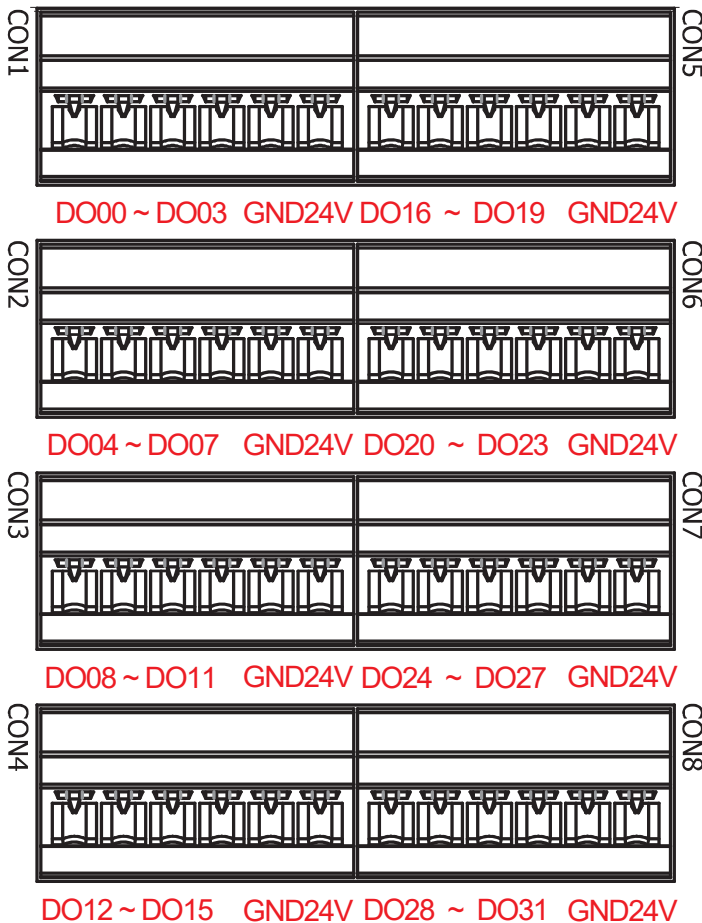 CON1
CON5
DO00 ~ DO03 GND24V DO16 ~ DO19 GND24V
CON2
CON6
DO04 ~ DO07 GND24V DO20 ~ DO23 GND24V
CON3
CON7
DO08 ~ DO11 GND24V DO24 ~ DO27 GND24V
CON4
CON8
DO12 ~ DO15 GND24V DO28 ~ DO31 GND24V